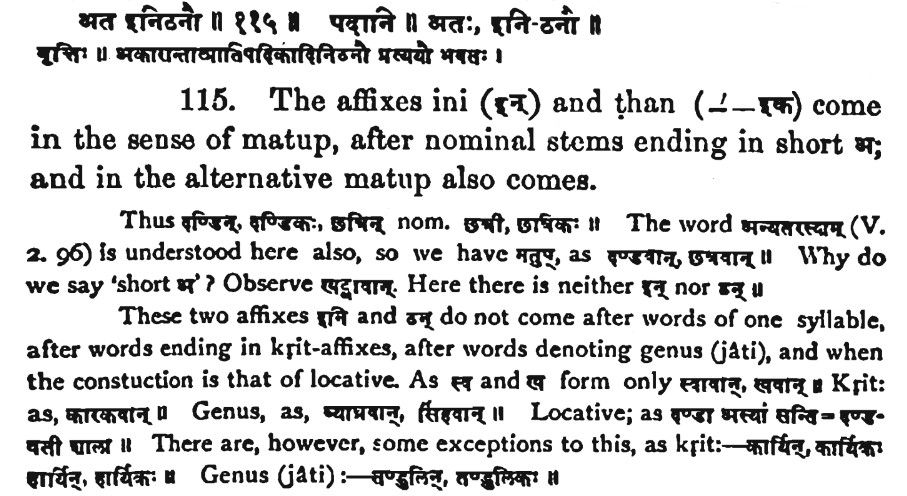 अत इनिठनौ ॥ ११५ ॥ पदानि ॥ अतः, इनि-ठनौ ॥
वृत्तिः ॥ अकारान्तात्प्रातिपदिकादिनिठनौ प्रत्ययौ भवतः ।
115. The affixes ini (इन्) and ṭhan (–́ —इक) come
in the sense of matup, after nominal stems ending in short अ;
and in the alternative matup also comes.
Thus दण्डिन्, दण्डिकः, छत्रिन् nom. छत्री, छत्रिकः ॥ The word अन्यतरस्याम् (V.
2. 96) is understood here also, so we have मतुप्, as दण्डवान्, छत्रवान् ॥ Why do
we say ‘short अ’? Observe खट्वावान्. Here there is neither इन् nor ठन् ॥
These two affixes इनि and ठन् do not come after words of one syllable,
after words ending in kṛit-affixes, after words denoting genus (jâti), and when
the constuction is that of locative. As स्व and ख form only स्वावान्, खवान् ॥ Kṛit:
as, कारकवान् ॥ Genus, as, व्याघ्रवान्, सिंहवान् ॥ Locative; as दण्डा अस्यां सन्ति = दण्ड-
वती शाला ॥ There are, however, some exceptions to this, as kṛit:—कार्यिन्, कार्यिकः
हार्यिन्, हार्यिकः ॥ Genus (jâti) :—तण्डुलिन्, तण्डुलिकः ॥